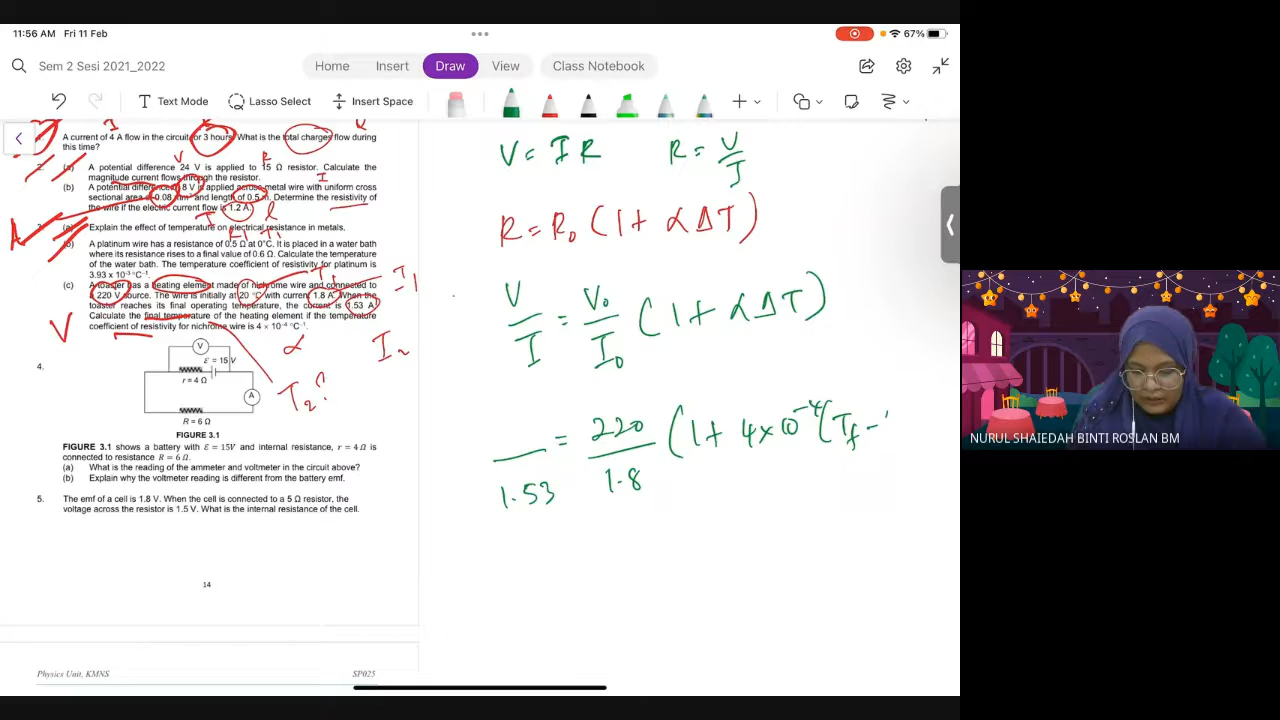 11:56 AM Fri 11 Feb
67%
Sem 2 Sesi 2021_2022
Home Insert Draw View Class Notebook
Text Mode Lasso Select Insert Space
A current of 4 A flow in the circuit for 3 hours. What is the total charges flow during
this time?
(a) A potential difference 24 V is applied to 15 Ω resistor. Calculate the
magnitude current flows through the resistor.
(b) A potential difference 8 V is applied across metal wire with uniform cross
sectional area of 0.08 and length of 0.5 m. Determine the resistivity of
the wire if the electric current flow is 1.2 A.
(a) Explain the effect of temperature on electrical resistance in metals.
(b) A platinum wire has a resistance of 0.5 Ω at 0°C. It is placed in a water bath
where its resistance rises to a final value of 0.6 Ω. Calculate the temperature
of the water bath. The temperature coefficient of resistivity for platinum is
3.93 x 10⁻³ °C⁻¹.
(c) A toaster has a heating element made of nichrome wire and connected to
220 V source. The wire is initially at 20 °C with current 1.8 A. When the
toaster reaches its final operating temperature, the current is 1.53 A.
Calculate the final temperature of the heating element if the temperature
coefficient of resistivity for nichrome wire is 4 × 10⁻⁴ °C⁻¹.
I
V
R
I
A
I
l
T₁
I₁
V
α
I₂
T₂?
4.
V
Ɛ = 15 V
r = 4 Ω
A
R = 6 Ω
FIGURE 3.1
FIGURE 3.1 shows a battery with Ɛ = 15V and internal resistance, r = 4 Ω is
connected to resistance R = 6 Ω.
(a) What is the reading of the ammeter and voltmeter in the circuit above?
(b) Explain why the voltmeter reading is different from the battery emf.
5. The emf of a cell is 1.8 V. When the cell is connected to a 5 Ω resistor, the
voltage across the resistor is 1.5 V. What is the internal resistance of the cell.
14
Physics Unit, KMNS SP025
V = IR R = V/I
R = R₀ (1 + α ΔT)
V/I = V₀/I₀ (1 + α ΔT)
/1.53 = 220/1.8 (1 + 4×10⁻⁴ (T_f -
NURUL SHAIEDAH BINTI ROSLAN BM